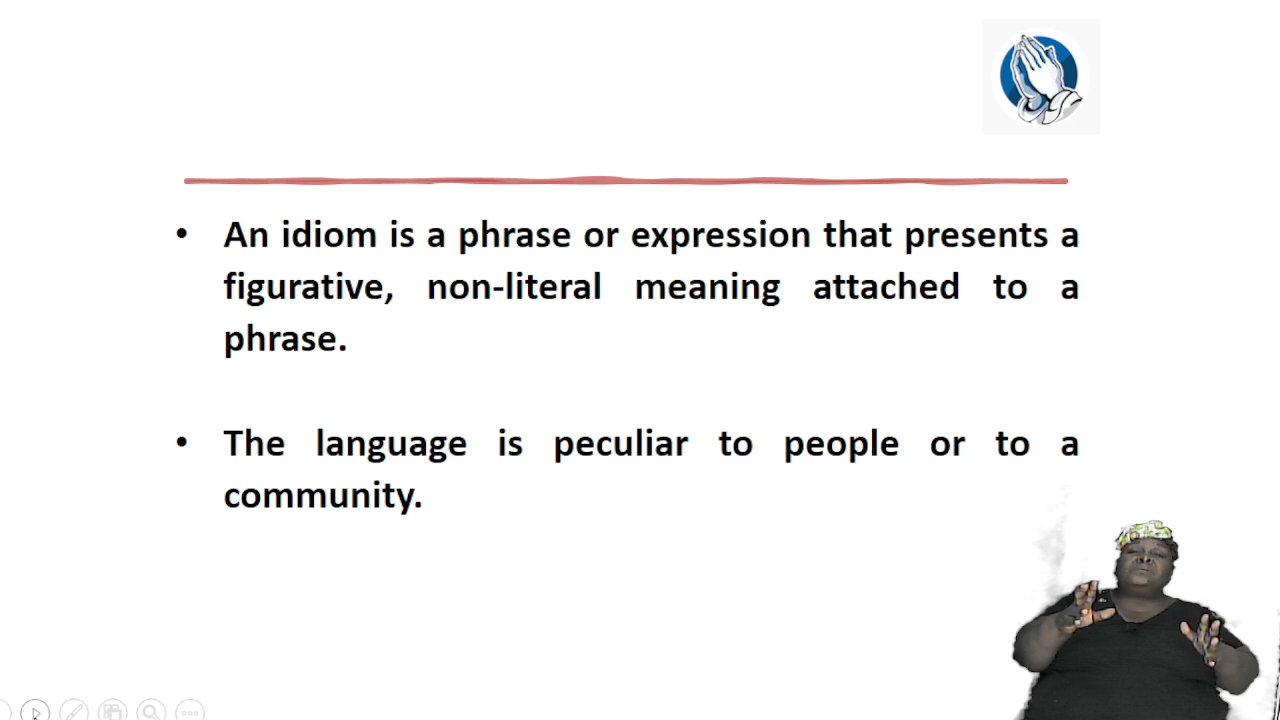 • An idiom is a phrase or expression that presents a
figurative, non-literal meaning attached to a
phrase.
• The language is peculiar to people or to a
community.